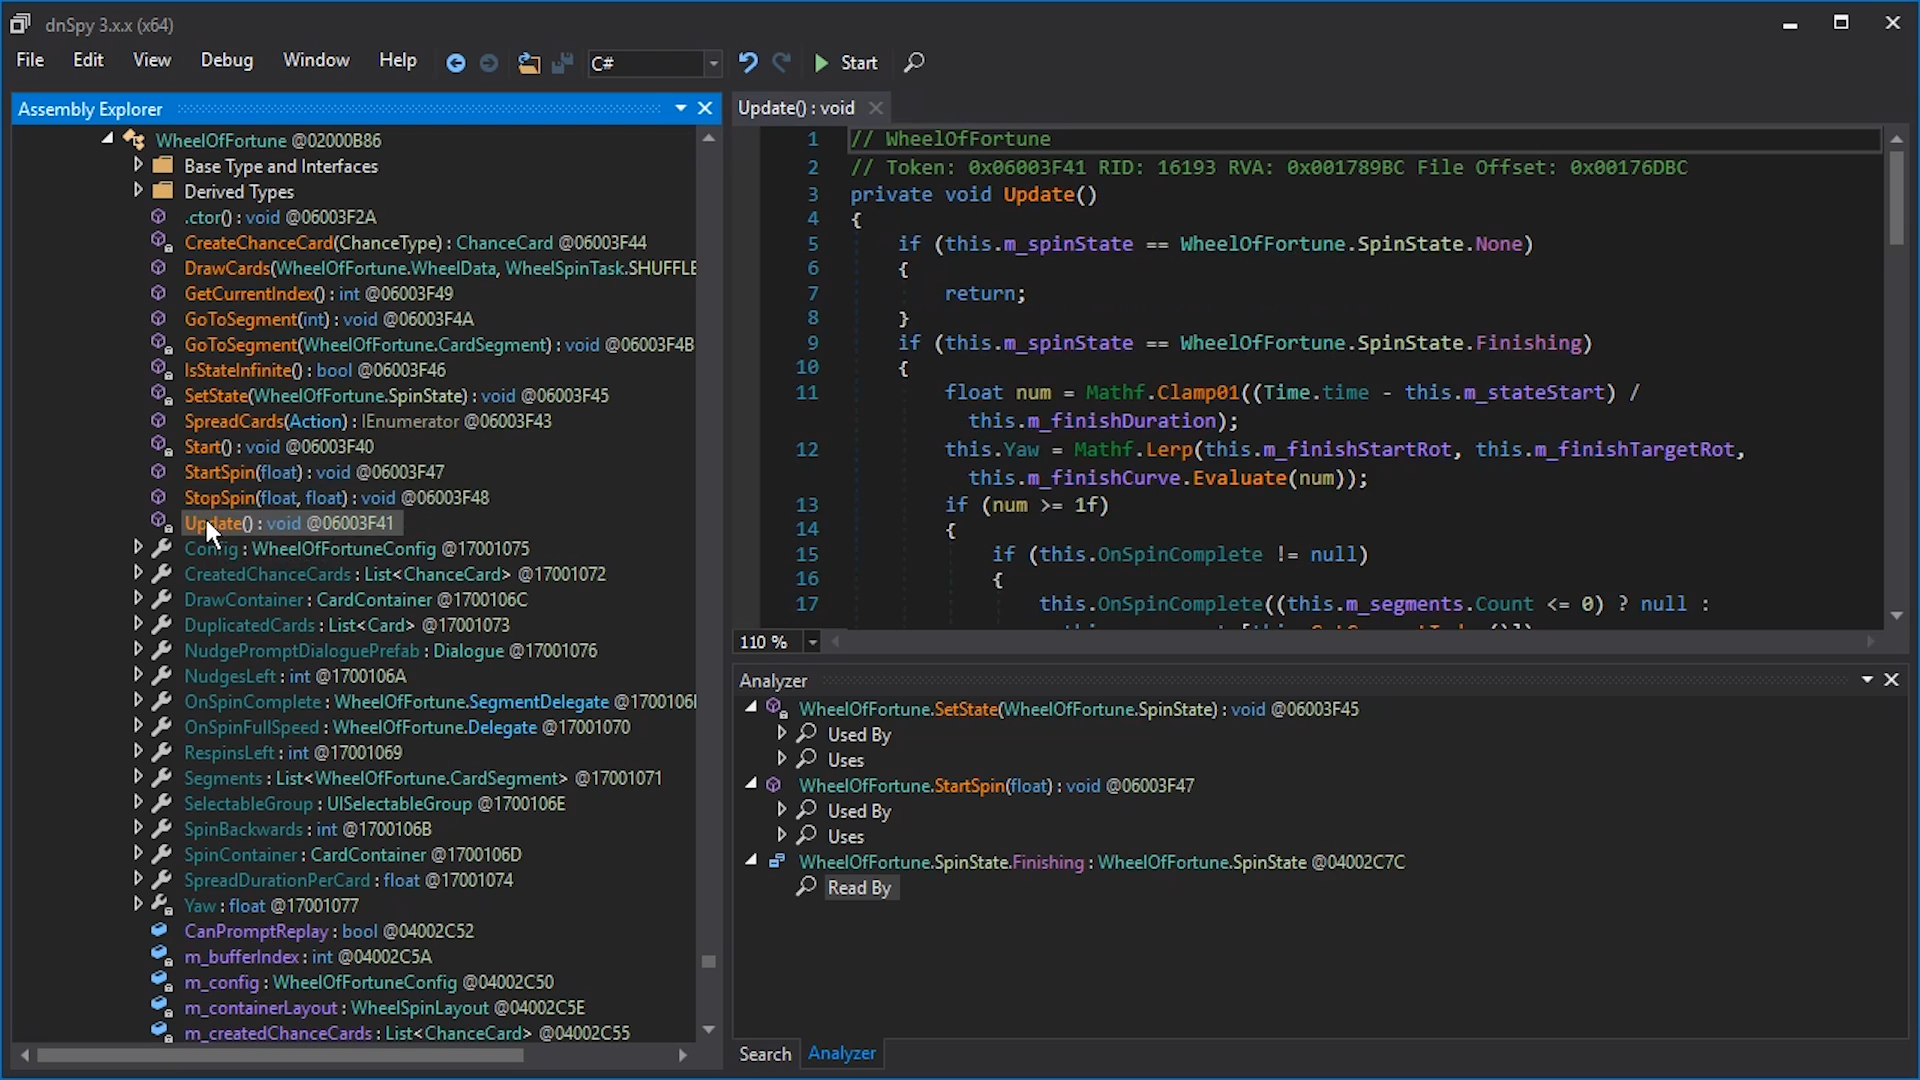 dnSpy 3.x.x (x64)
File Edit View Debug Window Help C# Start
Assembly Explorer
WheelOfFortune @02000B86
Base Type and Interfaces
Derived Types
.ctor() : void @06003F2A
CreateChanceCard(ChanceType) : ChanceCard @06003F44
DrawCards(WheelOfFortune.WheelData, WheelSpinTask.SHUFFLE
GetCurrentIndex() : int @06003F49
GoToSegment(int) : void @06003F4A
GoToSegment(WheelOfFortune.CardSegment) : void @06003F4B
IsStateInfinite() : bool @06003F46
SetState(WheelOfFortune.SpinState) : void @06003F45
SpreadCards(Action) : IEnumerator @06003F43
Start() : void @06003F40
StartSpin(float) : void @06003F47
StopSpin(float, float) : void @06003F48
Update() : void @06003F41
Config : WheelOfFortuneConfig @17001075
CreatedChanceCards : List<ChanceCard> @17001072
DrawContainer : CardContainer @1700106C
DuplicatedCards : List<Card> @17001073
NudgePromptDialoguePrefab : Dialogue @17001076
NudgesLeft : int @1700106A
OnSpinComplete : WheelOfFortune.SegmentDelegate @1700106
OnSpinFullSpeed : WheelOfFortune.Delegate @17001070
RespinsLeft : int @17001069
Segments : List<WheelOfFortune.CardSegment> @17001071
SelectableGroup : UISelectableGroup @1700106E
SpinBackwards : int @1700106B
SpinContainer : CardContainer @1700106D
SpreadDurationPerCard : float @17001074
Yaw : float @17001077
CanPromptReplay : bool @04002C52
m_bufferIndex : int @04002C5A
m_config : WheelOfFortuneConfig @04002C50
m_containerLayout : WheelSpinLayout @04002C5E
m_createdChanceCards : List<ChanceCard> @04002C55
Update() : void
1 // WheelOfFortune
2 // Token: 0x06003F41 RID: 16193 RVA: 0x001789BC File Offset: 0x00176DBC
3 private void Update()
4 {
5 if (this.m_spinState == WheelOfFortune.SpinState.None)
6 {
7 return;
8 }
9 if (this.m_spinState == WheelOfFortune.SpinState.Finishing)
10 {
11 float num = Mathf.Clamp01((Time.time - this.m_stateStart) /
this.m_finishDuration);
12 this.Yaw = Mathf.Lerp(this.m_finishStartRot, this.m_finishTargetRot,
this.m_finishCurve.Evaluate(num));
13 if (num >= 1f)
14 {
15 if (this.OnSpinComplete != null)
16 {
17 this.OnSpinComplete((this.m_segments.Count <= 0) ? null :
110 %
Analyzer
WheelOfFortune.SetState(WheelOfFortune.SpinState) : void @06003F45
Used By
Uses
WheelOfFortune.StartSpin(float) : void @06003F47
Used By
Uses
WheelOfFortune.SpinState.Finishing : WheelOfFortune.SpinState @04002C7C
Read By
Search Analyzer